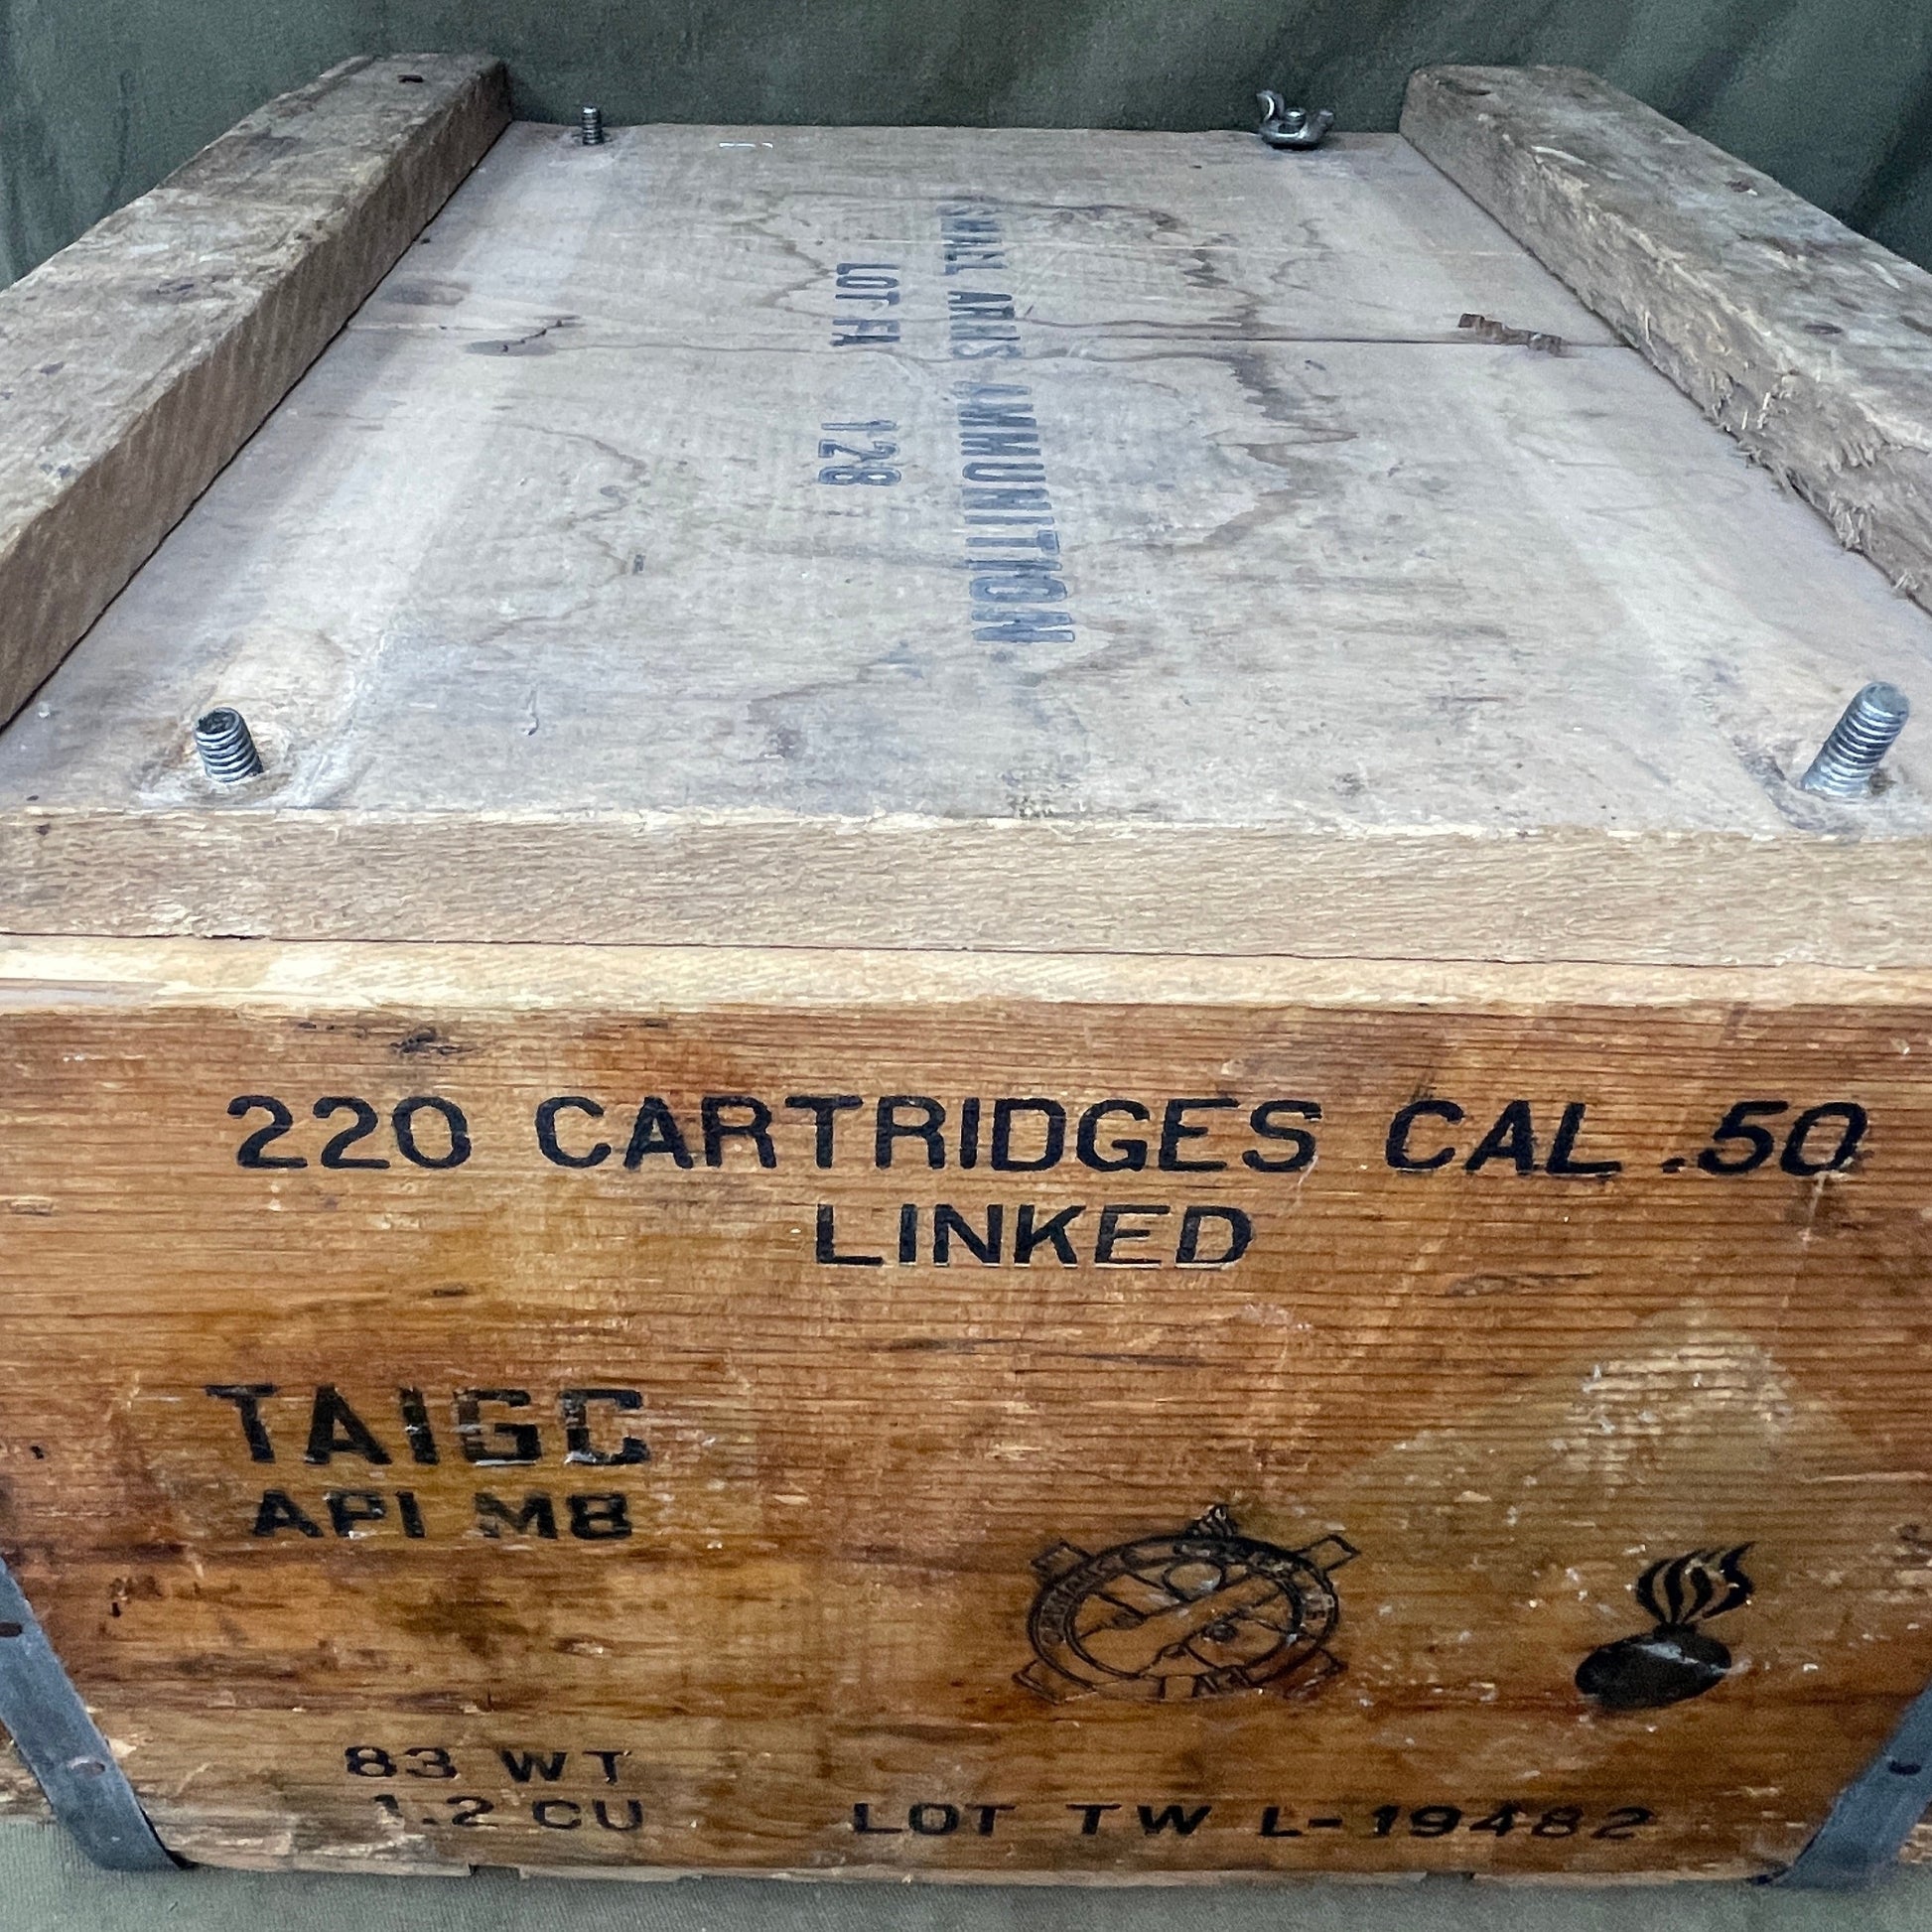 SMALL ARMS AMMUNITION
LOT FA 128
220 CARTRIDGES CAL .50
LINKED
TAIGC
API M8
83 WT
1.2 CU
LOT TW L-19482